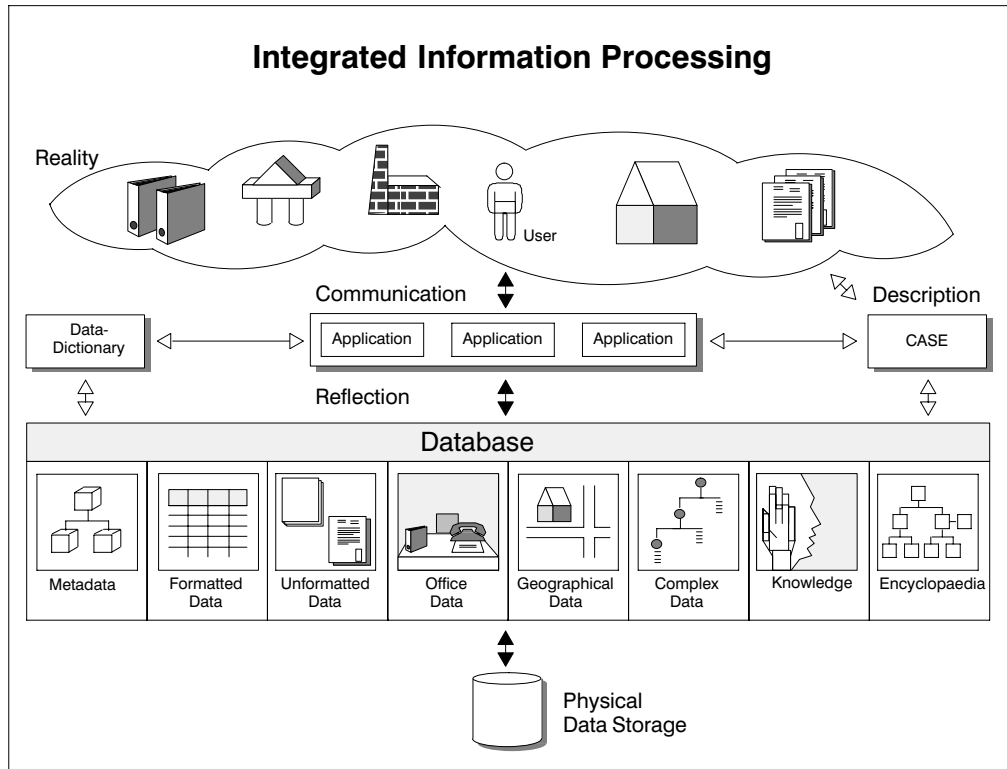 Integrated Information Processing
Reality
User
Communication
Description
Data-
Dictionary
Application
Application
Application
CASE
Reflection
Database
Metadata
Formatted
Data
Unformatted
Data
Office
Data
Geographical
Data
Complex
Data
Knowledge
Encyclopaedia
Physical
Data Storage